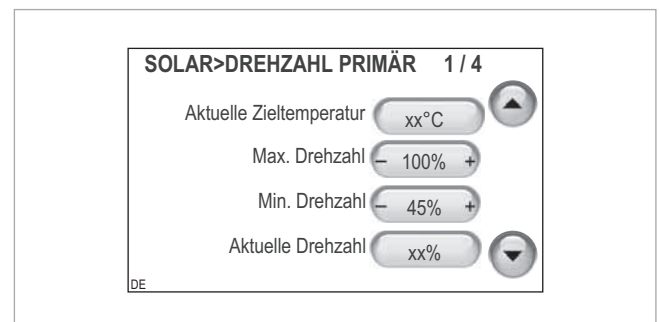 SOLAR>DREHZAHL PRIMÄR 1 / 4
Aktuelle Zieltemperatur xx°C
Max. Drehzahl – 100% +
Min. Drehzahl – 45% +
Aktuelle Drehzahl xx%
DE